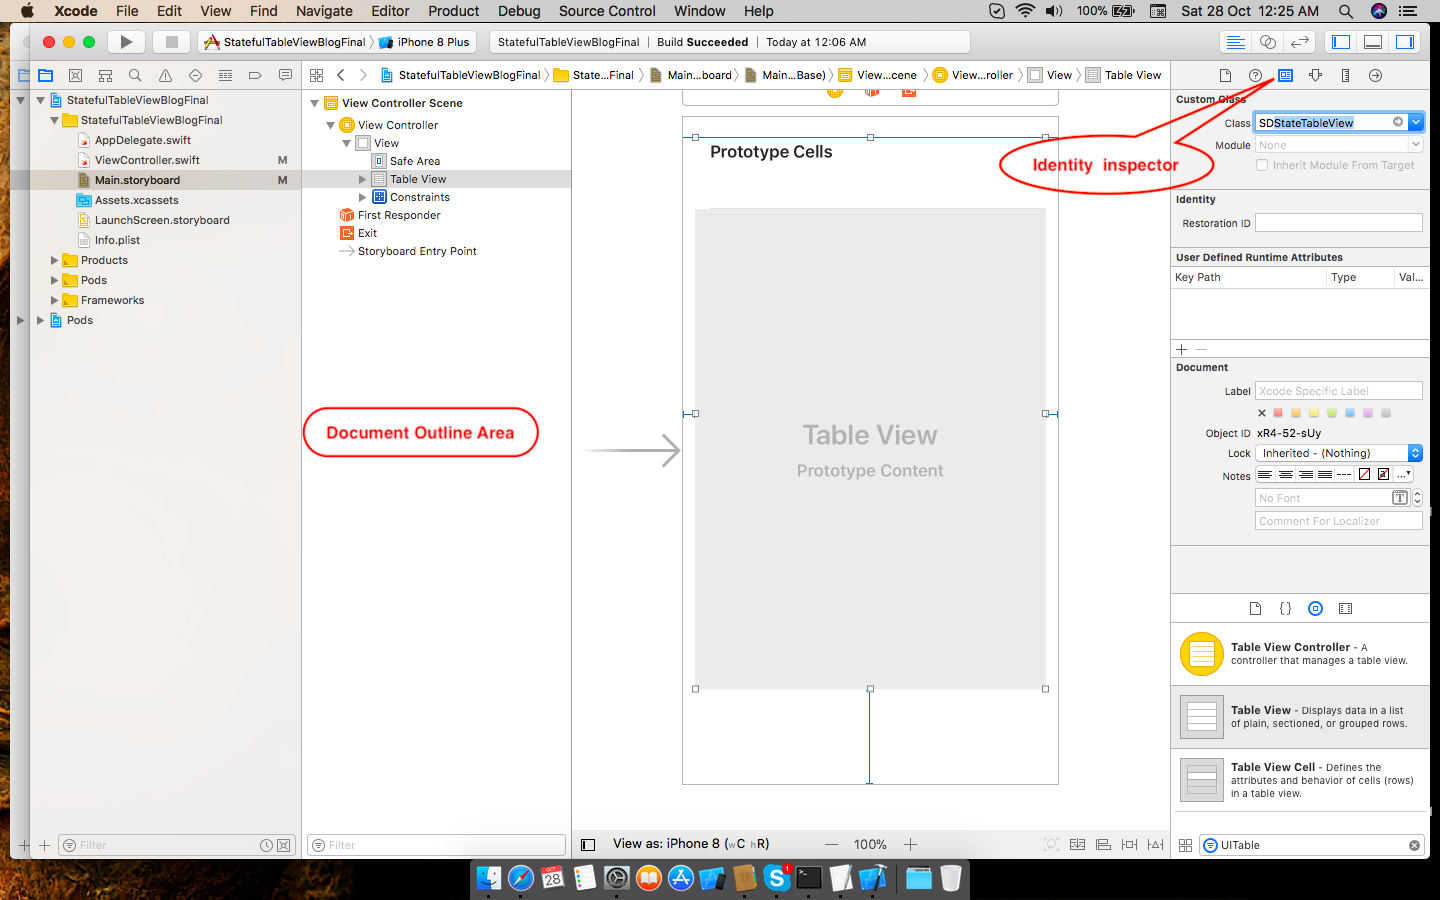 Xcode File Edit View Find Navigate Editor Product Debug Source Control Window Help 100% Sat 28 Oct 12:25 AM
StatefulTableViewBlogFinal iPhone 8 Plus StatefulTableViewBlogFinal | Build Succeeded | Today at 12:06 AM
StatefulTableViewBlogFinal State...Final Main...board Main...Base) View...cene View...roller View Table View
StatefulTableViewBlogFinal
StatefulTableViewBlogFinal
AppDelegate.swift
ViewController.swift M
Main.storyboard M
Assets.xcassets
LaunchScreen.storyboard
Info.plist
Products
Pods
Frameworks
Pods
Filter
View Controller Scene
View Controller
View
Safe Area
Table View
Constraints
First Responder
Exit
Storyboard Entry Point
Document Outline Area
Filter
Prototype Cells
Table View
Prototype Content
View as: iPhone 8 (wC hR) 100%
Identity inspector
Custom Class
Class SDStateTableView
Module None
Inherit Module From Target
Identity
Restoration ID
User Defined Runtime Attributes
Key Path Type Val...
Document
Label Xcode Specific Label
Object ID xR4-52-sUy
Lock Inherited - (Nothing)
Notes
No Font T
Comment For Localizer
Table View Controller - A
controller that manages a table view.
Table View - Displays data in a list
of plain, sectioned, or grouped rows.
Table View Cell - Defines the
attributes and behavior of cells (rows)
in a table view.
UITable
OCT
28
1